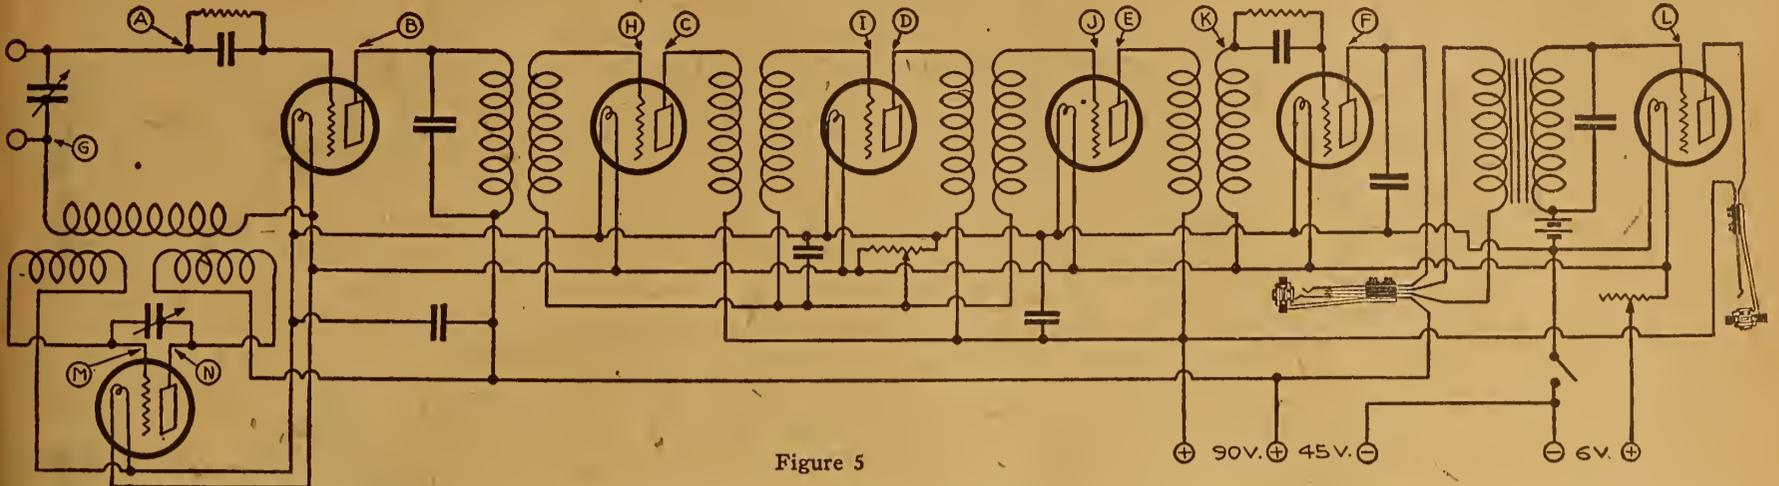 A B H C I D J E K F L
G
M N
90V. 45V. 6V.
Figure 5